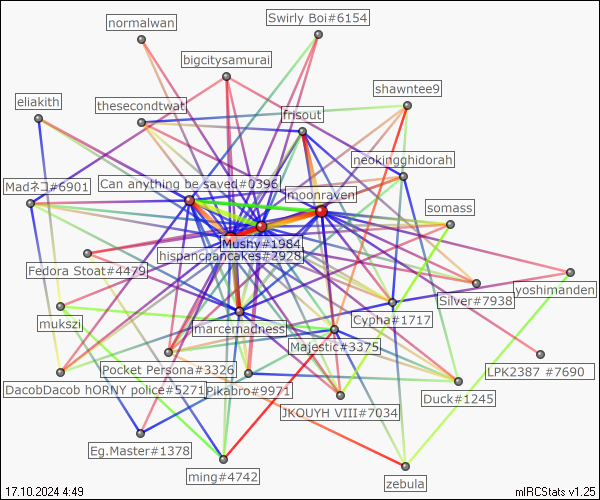 normalwan
Swirly Boi#6154
bigcitysamurai
shawntee9
eliakith
thesecondtwat
frisout
neokingghidorah
Madネコ#6901
Can anything be saved#0396
moonraven
somass
Mushy#1984
hispancpancakes#2928
Fedora Stoat#4479
Silver#7938
yoshimanden
mukszi
marcemadness
Cypha#1717
Majestic#3375
Pocket Persona#3326
LPK2387 #7690
DacobDacob hORNY police#5271
Pikabro#9971
Duck#1245
JKOUYH VIII#7034
Eg.Master#1378
ming#4742
zebula
17.10.2024 4:49
mIRCStats v1.25